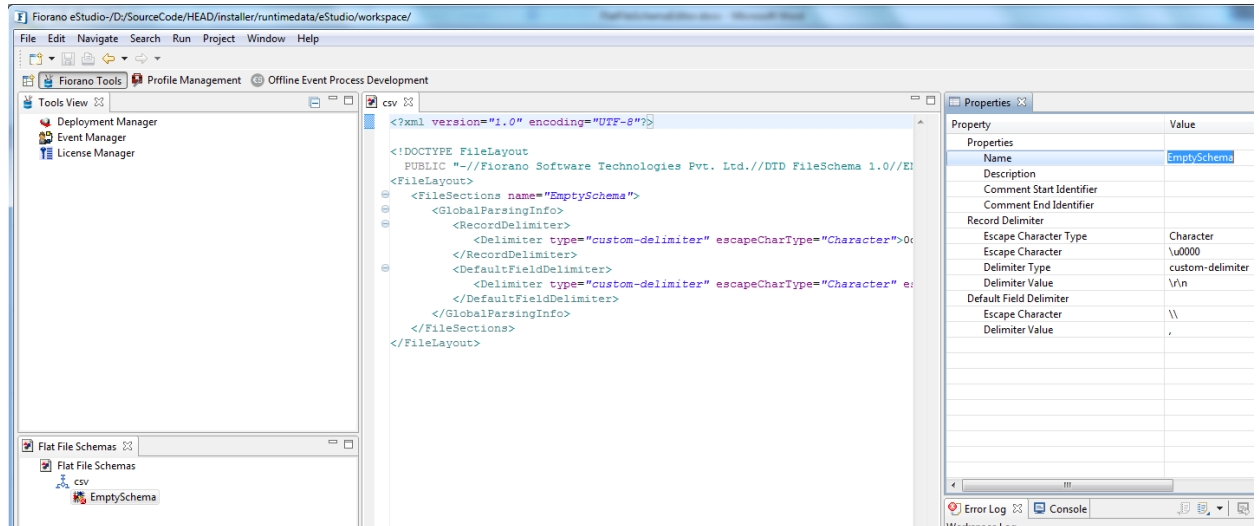 Fiorano eStudio-/D:/SourceCode/HEAD/installer/runtimedata/eStudio/workspace/
File Edit Navigate Search Run Project Window Help
Fiorano Tools Profile Management Offline Event Process Development
Tools View
Deployment Manager
Event Manager
License Manager
csv
<?xml version="1.0" encoding="UTF-8"?>
<!DOCTYPE FileLayout
PUBLIC "-//Fiorano Software Technologies Pvt. Ltd.//DTD FileSchema 1.0//E
<FileLayout>
<FileSections name="EmptySchema">
<GlobalParsingInfo>
<RecordDelimiter>
<Delimiter type="custom-delimiter" escapeCharType="Character">0
</RecordDelimiter>
<DefaultFieldDelimiter>
<Delimiter type="custom-delimiter" escapeCharType="Character" e
</DefaultFieldDelimiter>
</GlobalParsingInfo>
</FileSections>
</FileLayout>
Properties
Property Value
Properties
Name EmptySchema
Description
Comment Start Identifier
Comment End Identifier
Record Delimiter
Escape Character Type Character
Escape Character \u0000
Delimiter Type custom-delimiter
Delimiter Value \r\n
Default Field Delimiter
Escape Character \\
Delimiter Value ,
Flat File Schemas
Flat File Schemas
csv
EmptySchema
Error Log Console